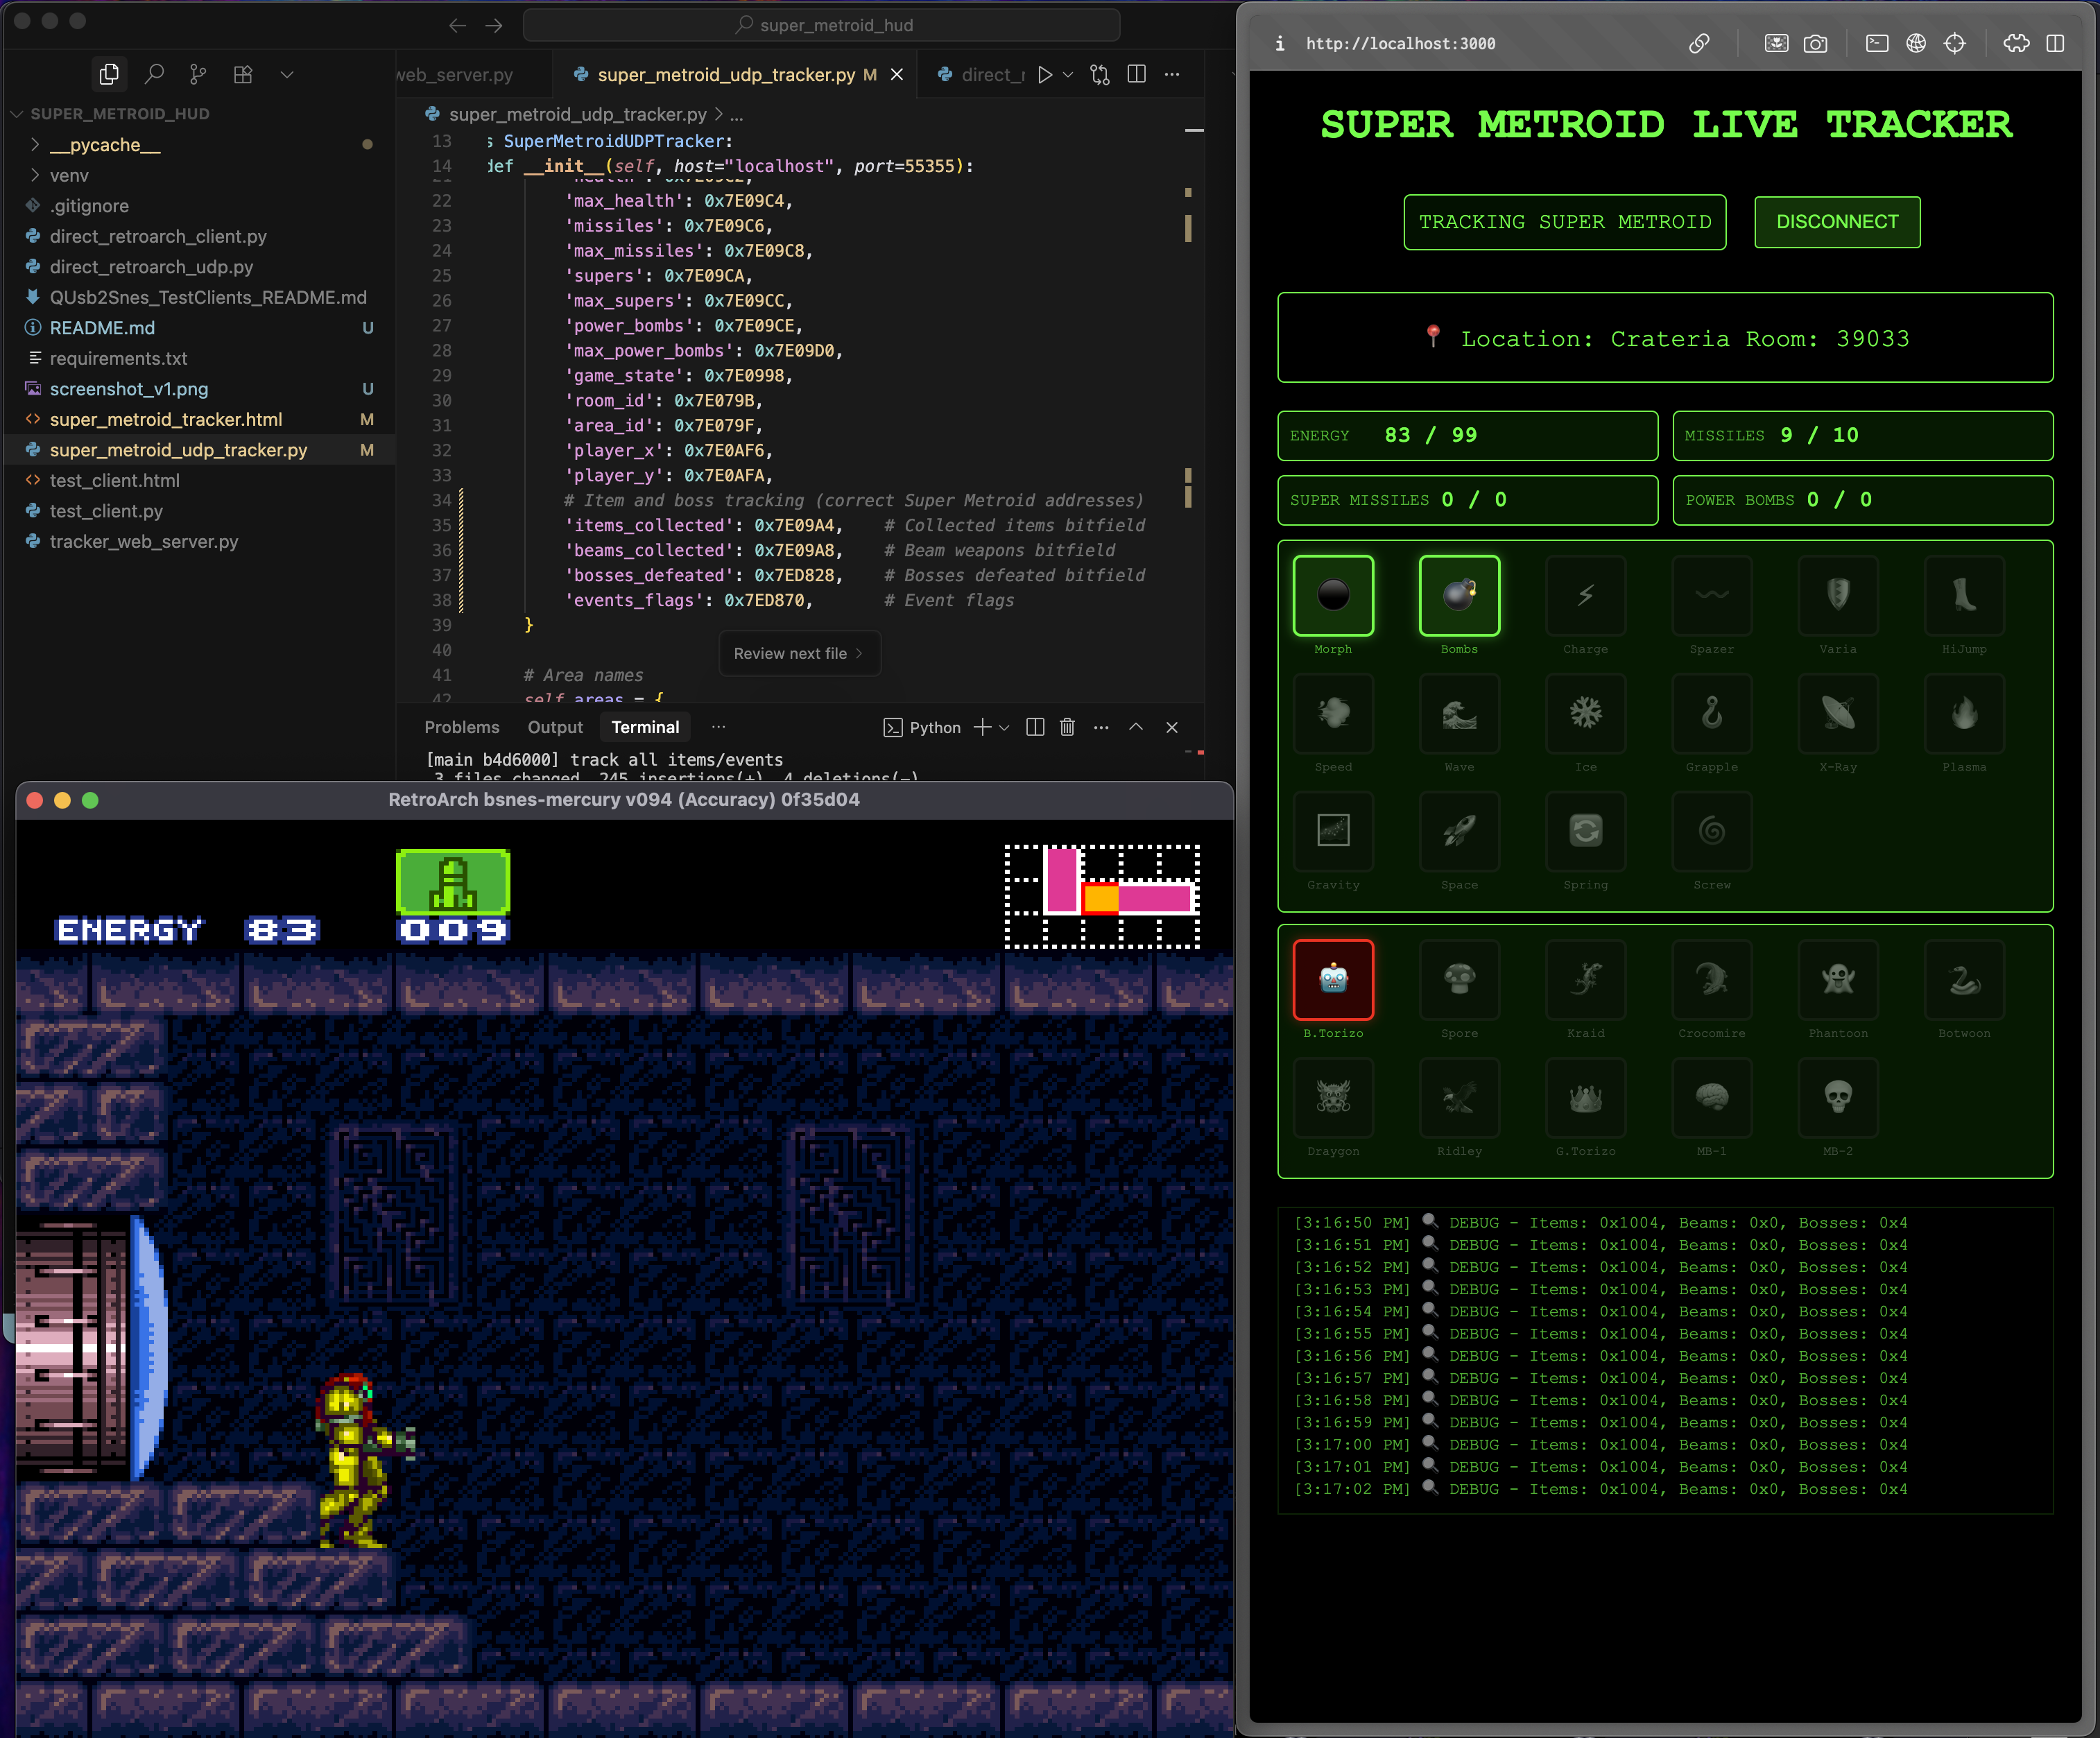 super_metroid_hud
SUPER_METROID_HUD
__pycache__
venv
.gitignore
direct_retroarch_client.py
direct_retroarch_udp.py
QUsb2Snes_TestClients_README.md
README.md U
requirements.txt
screenshot_v1.png U
super_metroid_tracker.html M
super_metroid_udp_tracker.py M
test_client.html
test_client.py
tracker_web_server.py
web_server.py
super_metroid_udp_tracker.py M
direct_r
super_metroid_udp_tracker.py > ...
13 s SuperMetroidUDPTracker:
14 def __init__(self, host="localhost", port=55355):
21 'health': 0x7E09C2,
22 'max_health': 0x7E09C4,
23 'missiles': 0x7E09C6,
24 'max_missiles': 0x7E09C8,
25 'supers': 0x7E09CA,
26 'max_supers': 0x7E09CC,
27 'power_bombs': 0x7E09CE,
28 'max_power_bombs': 0x7E09D0,
29 'game_state': 0x7E0998,
30 'room_id': 0x7E079B,
31 'area_id': 0x7E079F,
32 'player_x': 0x7E0AF6,
33 'player_y': 0x7E0AFA,
34 # Item and boss tracking (correct Super Metroid addresses)
35 'items_collected': 0x7E09A4, # Collected items bitfield
36 'beams_collected': 0x7E09A8, # Beam weapons bitfield
37 'bosses_defeated': 0x7ED828, # Bosses defeated bitfield
38 'events_flags': 0x7ED870, # Event flags
39 }
40
41 # Area names
42 self.areas = {
Review next file >
Problems Output Terminal ... Python
[main b4d6000] track all items/events
3 files changed, 245 insertions(+), 4 deletions(-)
RetroArch bsnes-mercury v094 (Accuracy) 0f35d04
ENERGY 83 009
http://localhost:3000
SUPER METROID LIVE TRACKER
TRACKING SUPER METROID DISCONNECT
Location: Crateria Room: 39033
ENERGY 83 / 99 MISSILES 9 / 10
SUPER MISSILES 0 / 0 POWER BOMBS 0 / 0
Morph Bombs Charge Spazer Varia HiJump
Speed Wave Ice Grapple X-Ray Plasma
Gravity Space Spring Screw
B.Torizo Spore Kraid Crocomire Phantoon Botwoon
Draygon Ridley G.Torizo MB-1 MB-2
[3:16:50 PM] DEBUG - Items: 0x1004, Beams: 0x0, Bosses: 0x4
[3:16:51 PM] DEBUG - Items: 0x1004, Beams: 0x0, Bosses: 0x4
[3:16:52 PM] DEBUG - Items: 0x1004, Beams: 0x0, Bosses: 0x4
[3:16:53 PM] DEBUG - Items: 0x1004, Beams: 0x0, Bosses: 0x4
[3:16:54 PM] DEBUG - Items: 0x1004, Beams: 0x0, Bosses: 0x4
[3:16:55 PM] DEBUG - Items: 0x1004, Beams: 0x0, Bosses: 0x4
[3:16:56 PM] DEBUG - Items: 0x1004, Beams: 0x0, Bosses: 0x4
[3:16:57 PM] DEBUG - Items: 0x1004, Beams: 0x0, Bosses: 0x4
[3:16:58 PM] DEBUG - Items: 0x1004, Beams: 0x0, Bosses: 0x4
[3:16:59 PM] DEBUG - Items: 0x1004, Beams: 0x0, Bosses: 0x4
[3:17:00 PM] DEBUG - Items: 0x1004, Beams: 0x0, Bosses: 0x4
[3:17:01 PM] DEBUG - Items: 0x1004, Beams: 0x0, Bosses: 0x4
[3:17:02 PM] DEBUG - Items: 0x1004, Beams: 0x0, Bosses: 0x4